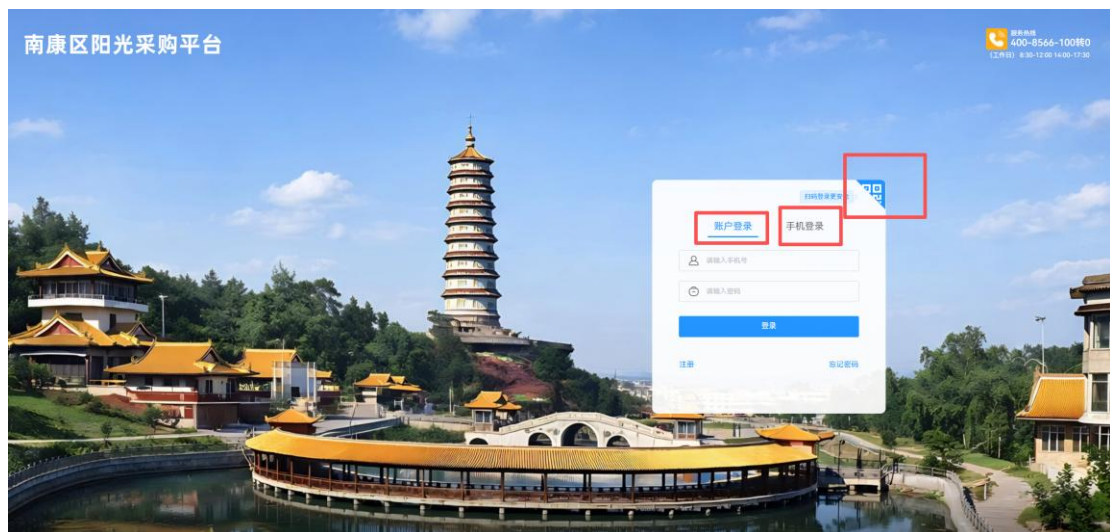 南康区阳光采购平台
服务热线
400-8566-100转0
(工作日) 8:30-12:00 14:00-17:30
扫码登录更安全
账户登录 手机登录
请输入手机号
请输入密码
登录
注册 忘记密码